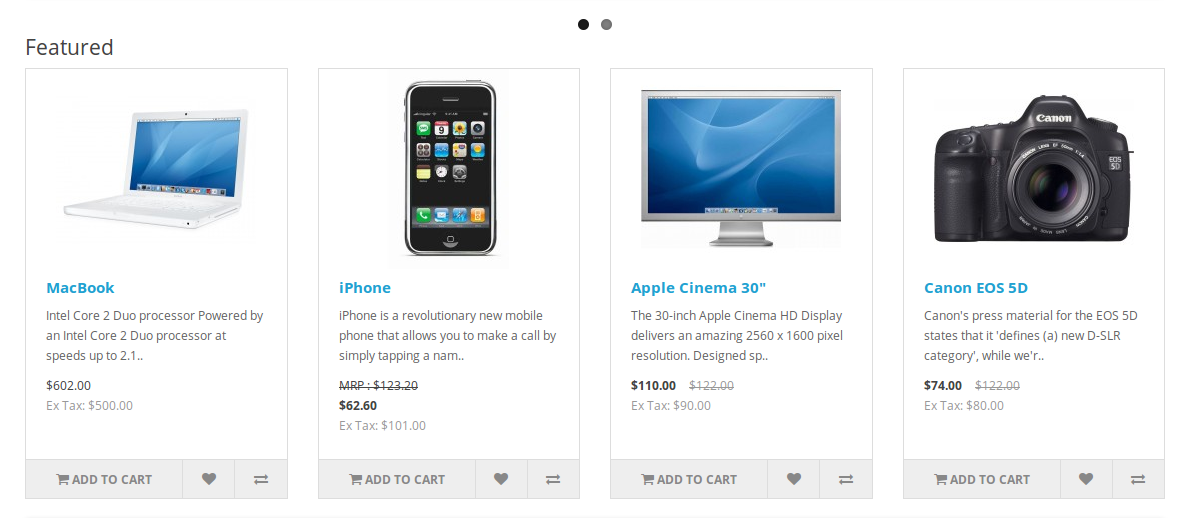 Featured
MacBook
Intel Core 2 Duo processor Powered by
an Intel Core 2 Duo processor at
speeds up to 2.1..
$602.00
Ex Tax: $500.00
ADD TO CART
iPhone
iPhone is a revolutionary new mobile
phone that allows you to make a call by
simply tapping a nam..
MRP : $123.20
$62.60
Ex Tax: $101.00
ADD TO CART
Apple Cinema 30"
The 30-inch Apple Cinema HD Display
delivers an amazing 2560 x 1600 pixel
resolution. Designed sp..
$110.00 $122.00
Ex Tax: $90.00
ADD TO CART
Canon
EOS
5D
Canon EOS 5D
Canon's press material for the EOS 5D
states that it 'defines (a) new D-SLR
category', while we'r..
$74.00 $122.00
Ex Tax: $80.00
ADD TO CART